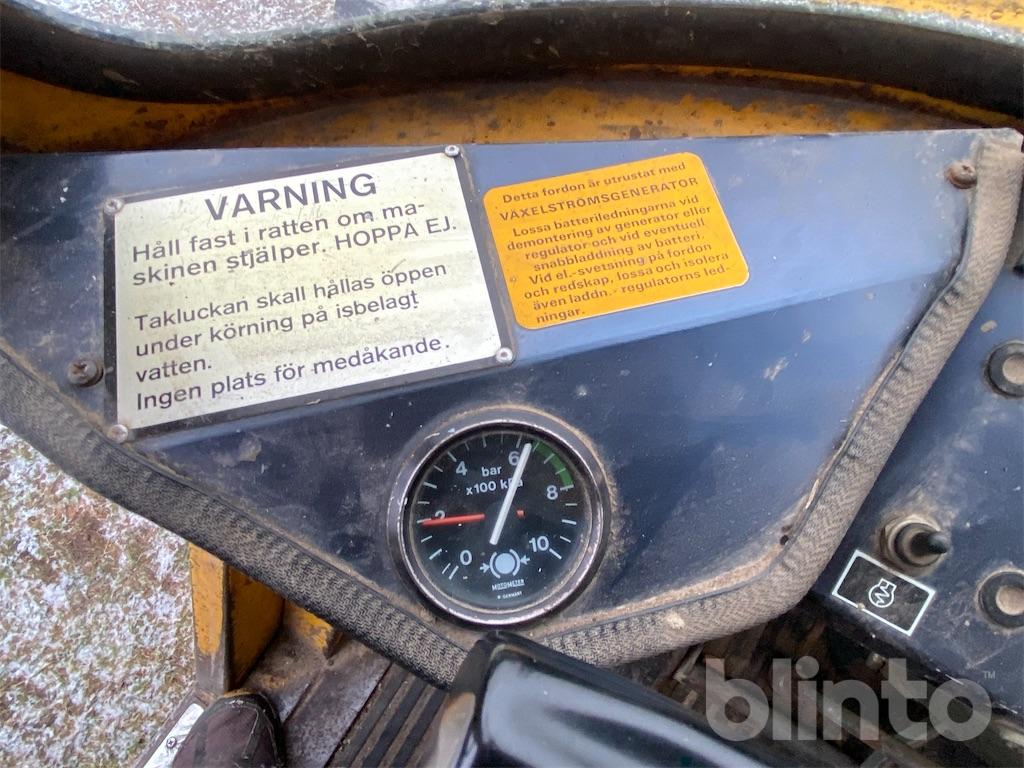 VARNING
Håll fast i ratten om ma-
skinen stjälper. HOPPA EJ.
Takluckan skall hållas öppen
under körning på isbelagt
vatten.
Ingen plats för medåkande.
Detta fordon är utrustat med
VÄXELSTRÖMSGENERATOR
Lossa batteriledningarna vid
demontering av generator eller
regulator och vid eventuell
snabbladdning av batteri.
Vid el.-svetsning på fordon
och redskap, lossa och isolera
även laddn.- regulatorns led-
ningar.
4
6
bar
x100 kPa
8
2
0
10
MOTOMETER
GERMANY
blinto™